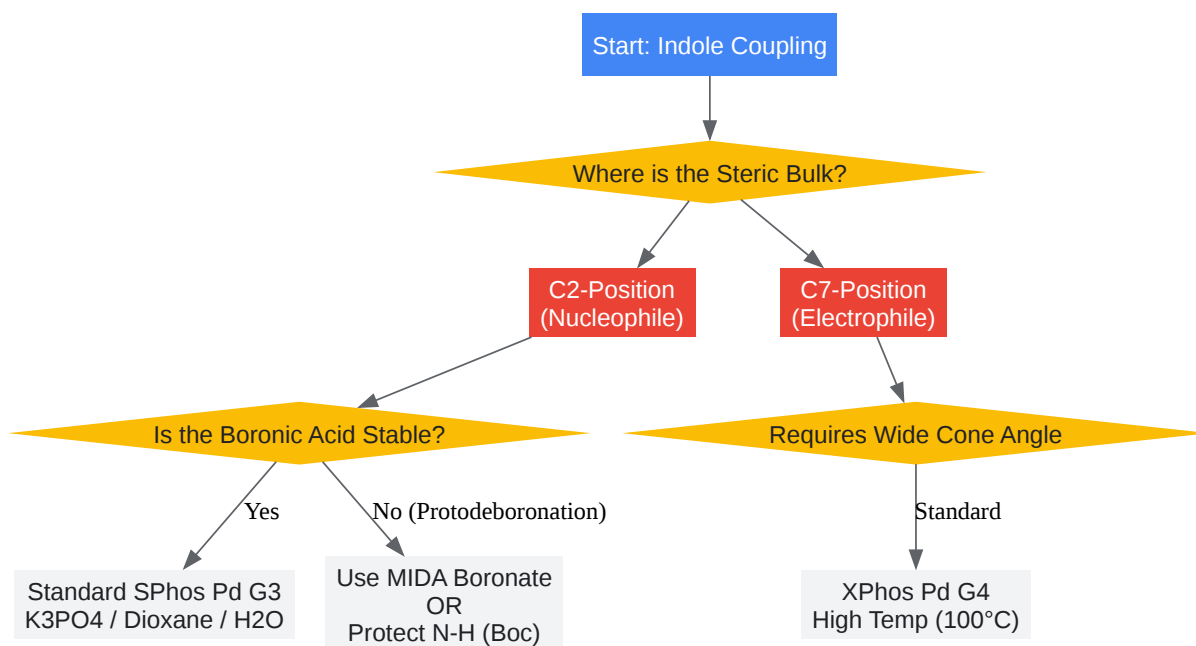 Start: Indole Coupling
Where is the Steric Bulk?
C2-Position
(Nucleophile)
C7-Position
(Electrophile)
Is the Boronic Acid Stable?
Requires Wide Cone Angle
Yes
No (Protodeboronation)
Standard
Standard SPhos Pd G3
K3PO4 / Dioxane / H2O
Use MIDA Boronate
OR
Protect N-H (Boc)
XPhos Pd G4
High Temp (100°C)